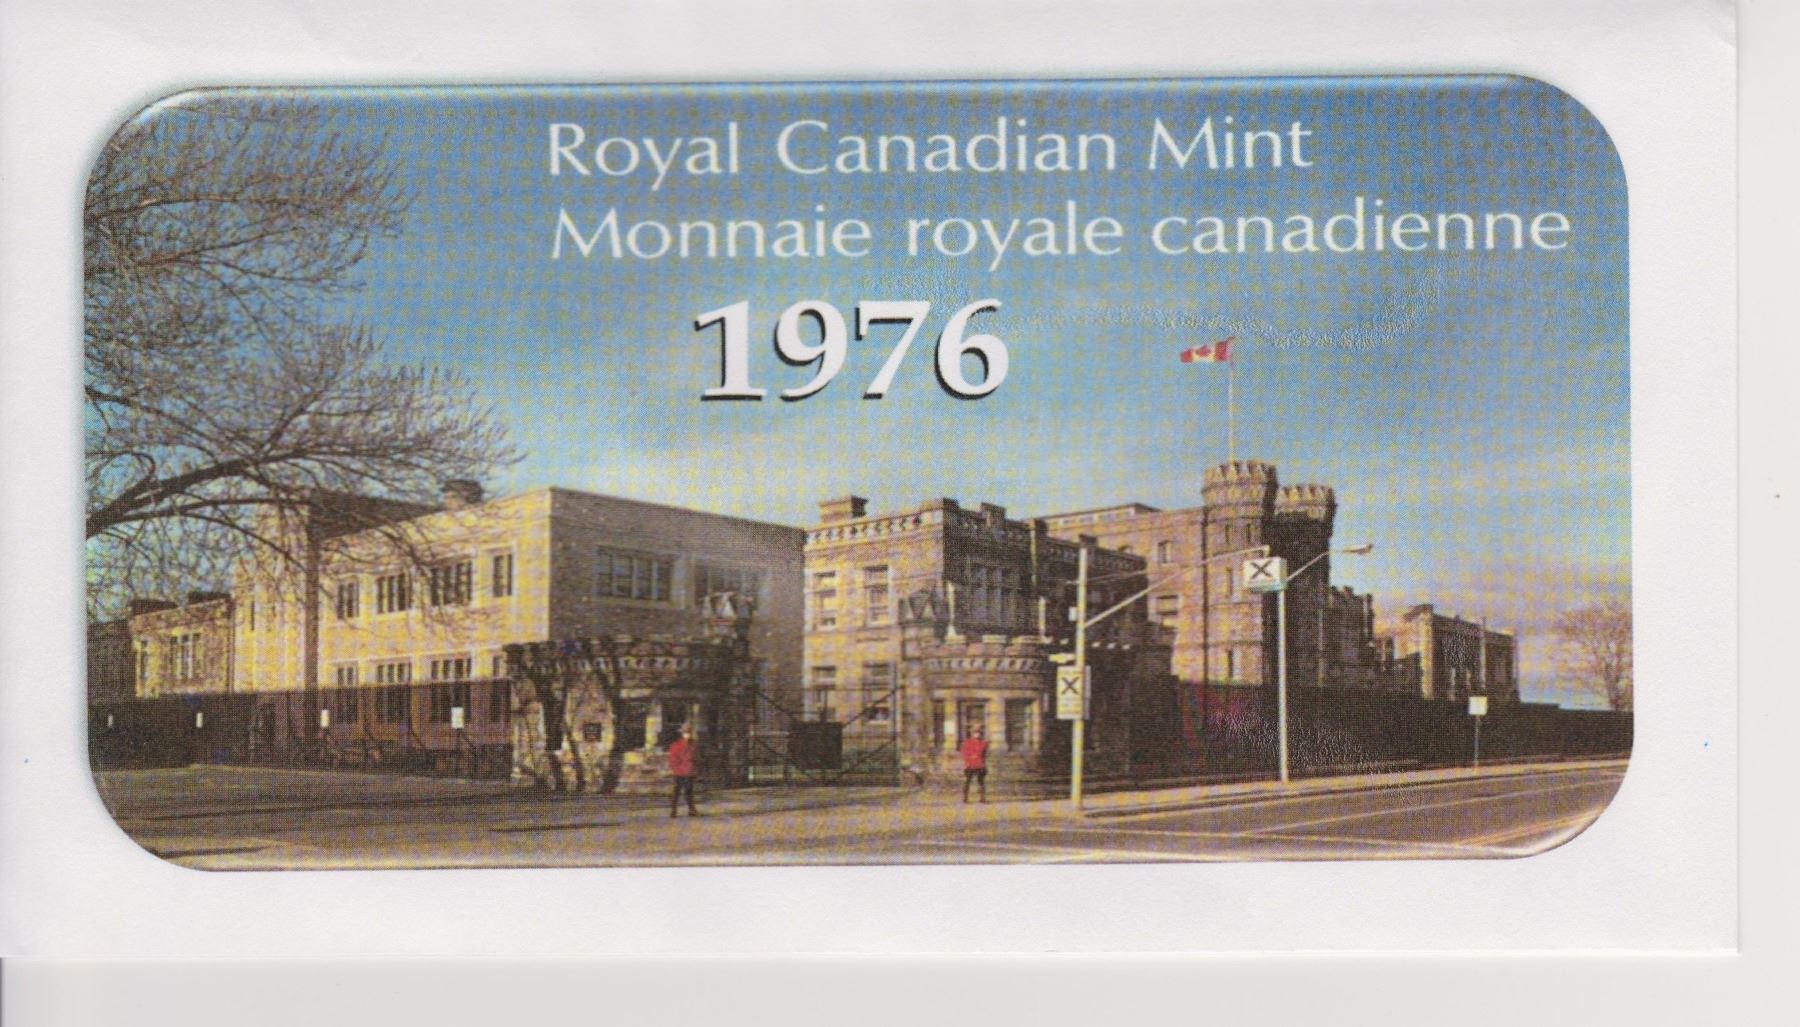 Royal Canadian Mint
Monnaie royale canadienne
1976
X
X